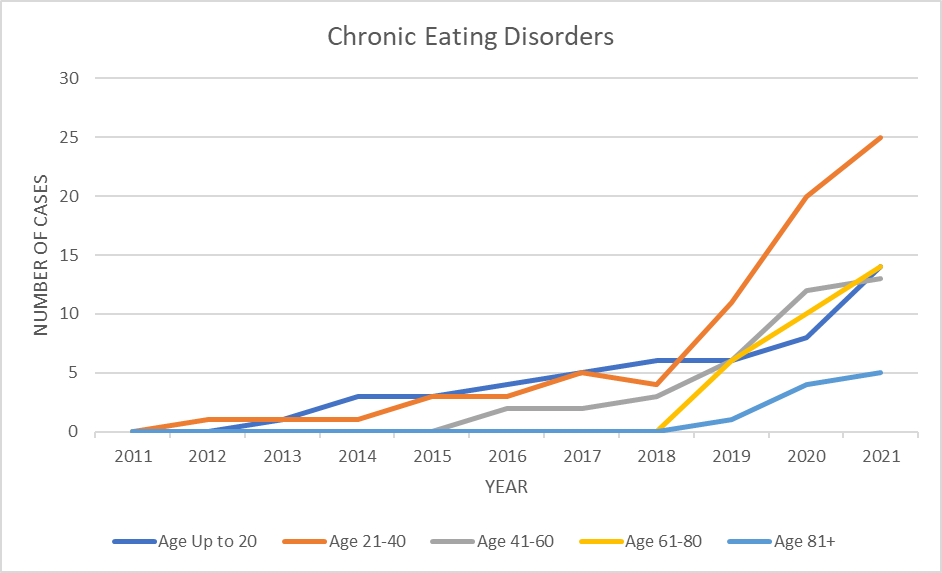 Chronic Eating Disorders
30
25
20
15
10
5
0
NUMBER OF CASES
2011 2012 2013 2014 2015 2016 2017 2018 2019 2020 2021
YEAR
Age Up to 20 Age 21-40 Age 41-60 Age 61-80 Age 81+